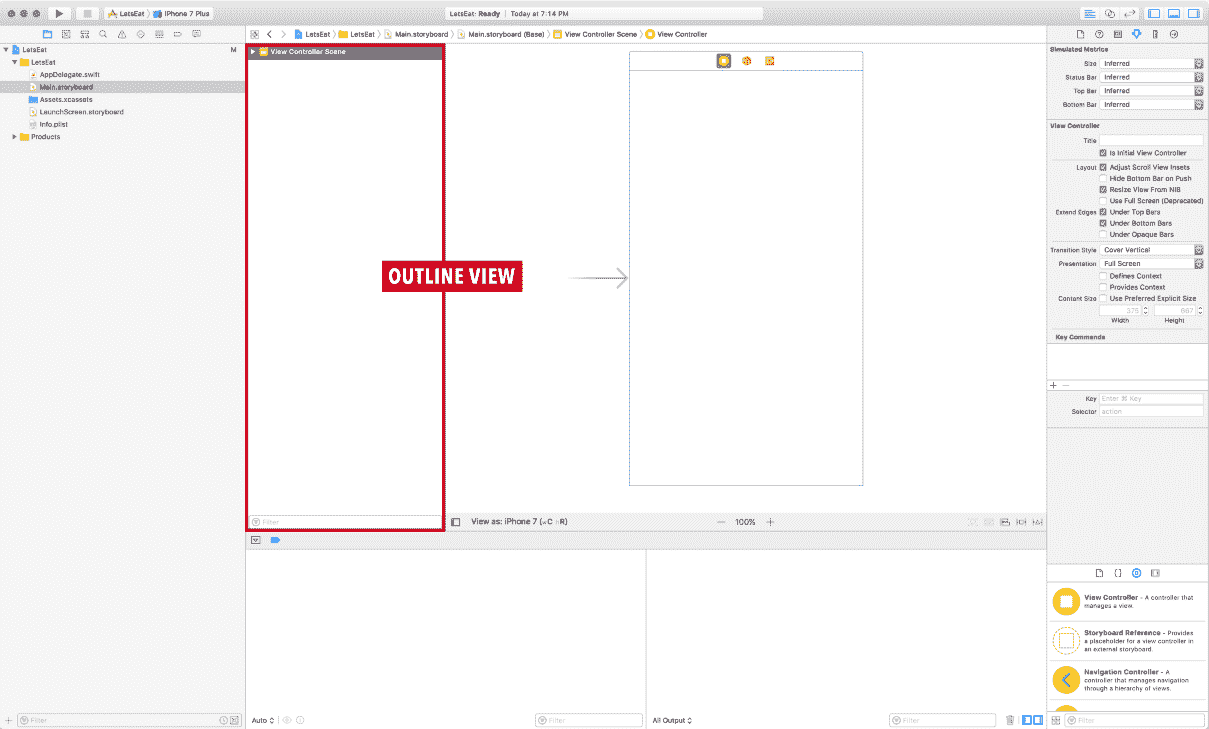 LetsEat iPhone 7 Plus
LetsEat: Ready | Today at 7:14 PM
LetsEat M
LetsEat
AppDelegate.swift
Main.storyboard
Assets.xcassets
LaunchScreen.storyboard
Info.plist
Products
Filter
LetsEat LetsEat Main.storyboard Main.storyboard (Base) View Controller Scene View Controller
View Controller Scene
OUTLINE VIEW
Filter
View as: iPhone 7 (wC hR)
100%
Auto
Filter
All Output
Filter
Simulated Metrics
Size Inferred
Status Bar Inferred
Top Bar Inferred
Bottom Bar Inferred
View Controller
Title
Is Initial View Controller
Layout Adjust Scroll View Insets
Hide Bottom Bar on Push
Resize View From NIB
Use Full Screen (Deprecated)
Extend Edges Under Top Bars
Under Bottom Bars
Under Opaque Bars
Transition Style Cover Vertical
Presentation Full Screen
Defines Context
Provides Context
Content Size Use Preferred Explicit Size
375 667
Width Height
Key Commands
Key Enter ⌘ Key
Selector action
View Controller - A controller that
manages a view.
Storyboard Reference - Provides
a placeholder for a view controller in
an external storyboard.
Navigation Controller - A
controller that manages navigation
through a hierarchy of views.
Filter